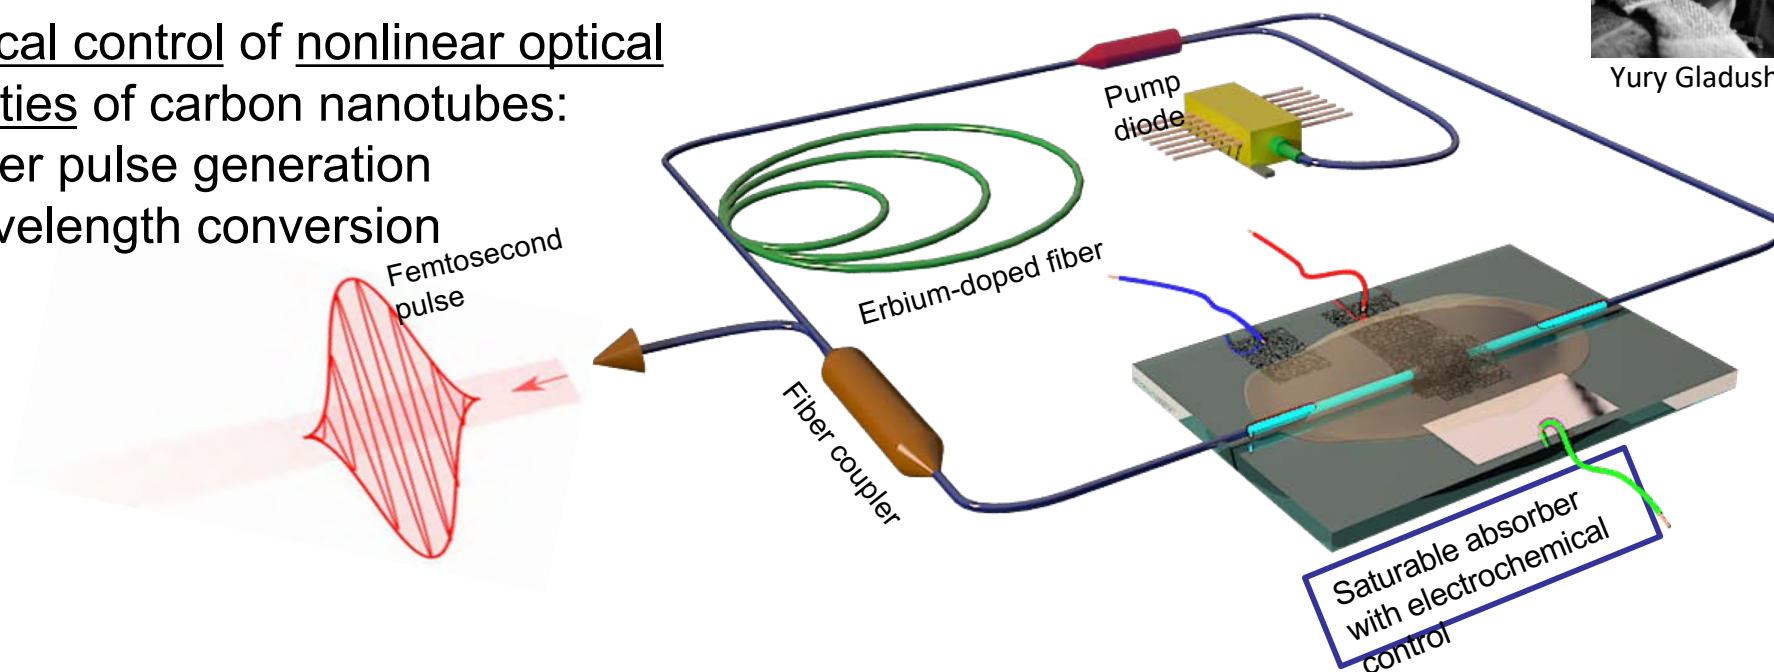 cal control of nonlinear optical
ties of carbon nanotubes:
er pulse generation
velength conversion
Yury Gladush
Pump
diode
Femtosecond
pulse
Erbium-doped fiber
Fiber coupler
Saturable absorber
with electrochemical
control